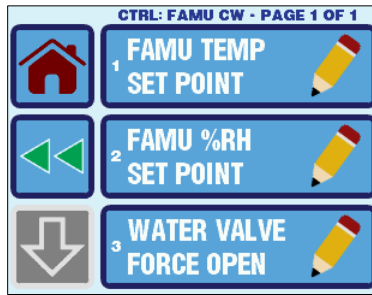 CTRL: FAMU CW - PAGE 1 OF 1
1 FAMU TEMP
SET POINT
2 FAMU %RH
SET POINT
3 WATER VALVE
FORCE OPEN